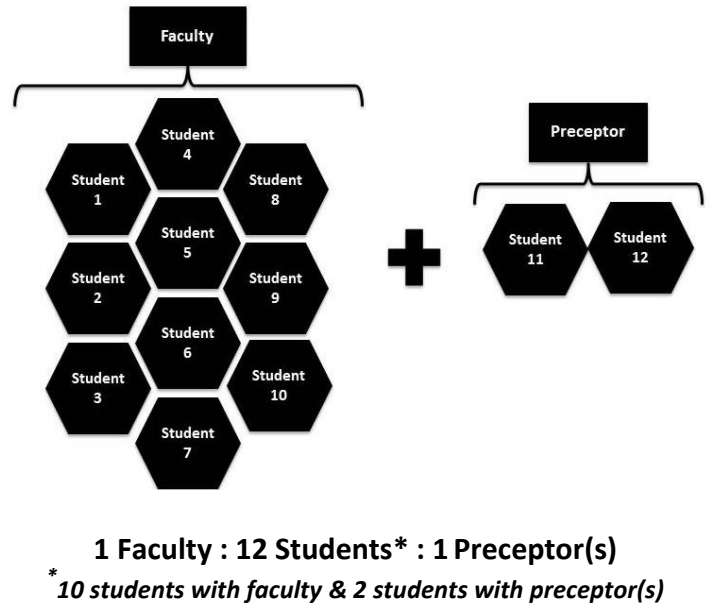 Faculty
Student
1
Student
2
Student
3
Student
4
Student
5
Student
6
Student
7
Student
8
Student
9
Student
10
Preceptor
Student
11
Student
12
1 Faculty : 12 Students* : 1 Preceptor(s)
*10 students with faculty & 2 students with preceptor(s)